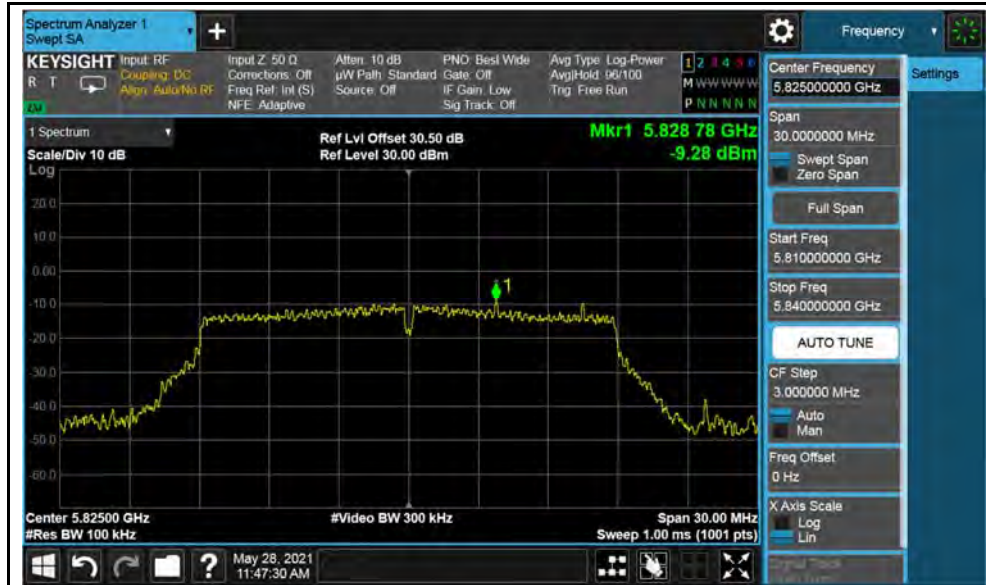 Spectrum Analyzer 1
Swept SA
+
Frequency
KEYSIGHT
R T
Input: RF
Coupling: DC
Align: Auto/No RF
Input Z: 50 Ω
Corrections: Off
Freq Ref: Int (S)
NFE: Adaptive
Atten: 10 dB
µW Path: Standard
Source: Off
PNO: Best Wide
Gate: Off
IF Gain: Low
Sig Track: Off
Avg Type: Log-Power
Avg|Hold: 96/100
Trig: Free Run
1 2 3 4 5 6
M W W W W W
P N N N N N
1 Spectrum
Scale/Div 10 dB
Ref Lvl Offset 30.50 dB
Ref Level 30.00 dBm
Mkr1 5.828 78 GHz
-9.28 dBm
Log
20.0
10.0
0.00
-10.0
-20.0
-30.0
-40.0
-50.0
-60.0
1
Center 5.82500 GHz
#Res BW 100 kHz
#Video BW 300 kHz
Span 30.00 MHz
Sweep 1.00 ms (1001 pts)
Center Frequency
5.825000000 GHz
Settings
Span
30.0000000 MHz
Swept Span
Zero Span
Full Span
Start Freq
5.810000000 GHz
Stop Freq
5.840000000 GHz
AUTO TUNE
CF Step
3.000000 MHz
Auto
Man
Freq Offset
0 Hz
X Axis Scale
Log
Lin
Signal Track
?
May 28, 2021
11:47:30 AM